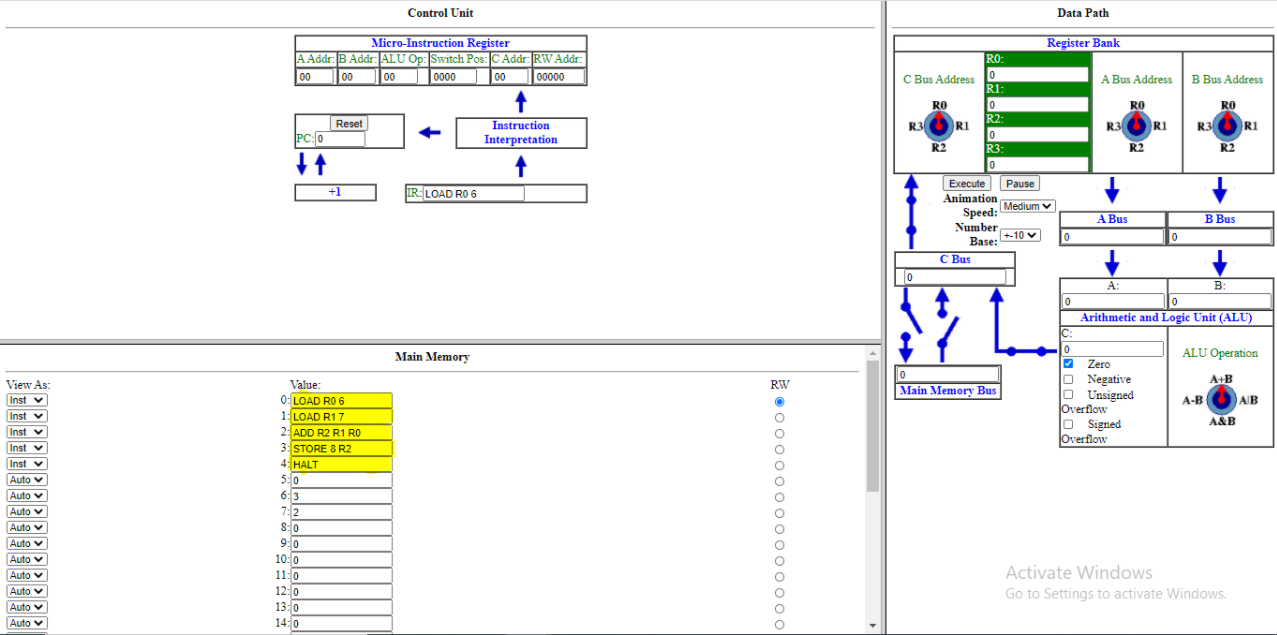 Control Unit
Micro-Instruction Register
A Addr: B Addr: ALU Op: Switch Pos: C Addr: RW Addr:
00 00 00 0000 00 00000
Reset
PC: 0
Instruction
Interpretation
+1
IR: LOAD R0 6
Main Memory
View As: Value: RW
Inst 0: LOAD R0 6
Inst 1: LOAD R1 7
Inst 2: ADD R2 R1 R0
Inst 3: STORE 8 R2
Inst 4: HALT
Auto 5: 0
Auto 6: 3
Auto 7: 2
Auto 8: 0
Auto 9: 0
Auto 10: 0
Auto 11: 0
Auto 12: 0
Auto 13: 0
Auto 14: 0
Data Path
Register Bank
C Bus Address
R0
R3 R1
R2
R0:
0
R1:
0
R2:
0
R3:
0
A Bus Address
R0
R3 R1
R2
B Bus Address
R0
R3 R1
R2
Execute Pause
Animation
Speed: Medium
Number
Base: +-10
A Bus B Bus
0 0
C Bus
0
A: B:
0 0
Arithmetic and Logic Unit (ALU)
C:
0
Zero
Negative
Unsigned
Overflow
Signed
Overflow
ALU Operation
A+B
A-B A|B
A&B
0
Main Memory Bus
Activate Windows
Go to Settings to activate Windows.